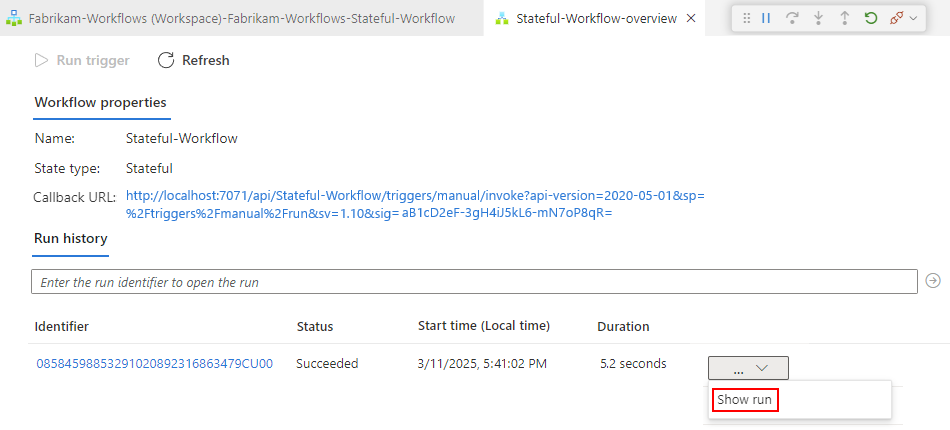 Fabrikam-Workflows (Workspace)-Fabrikam-Workflows-Stateful-Workflow
Stateful-Workflow-overview
Run trigger
Refresh
Workflow properties
Name: Stateful-Workflow
State type: Stateful
Callback URL: http://localhost:7071/api/Stateful-Workflow/triggers/manual/invoke?api-version=2020-05-01&sp=
%2Ftriggers%2Fmanual%2Frun&sv=1.10&sig=aB1cD2eF-3gH4iJ5kL6-mN7oP8qR=
Run history
Enter the run identifier to open the run
Identifier Status Start time (Local time) Duration
08584598853291020892316863479CU00 Succeeded 3/11/2025, 5:41:02 PM 5.2 seconds ...
Show run